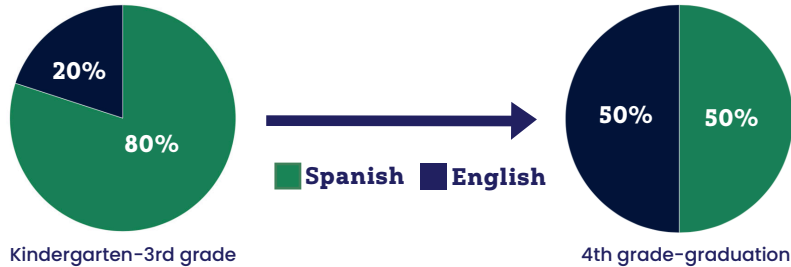 20%
80%
Kindergarten-3rd grade
Spanish English
50% 50%
4th grade-graduation